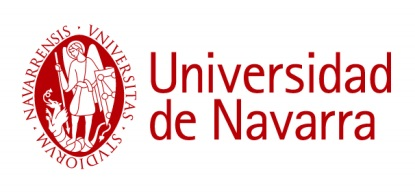 VNIVERSITAS · STVDIORVM · NAVARRENSIS ·
Universidad
de Navarra